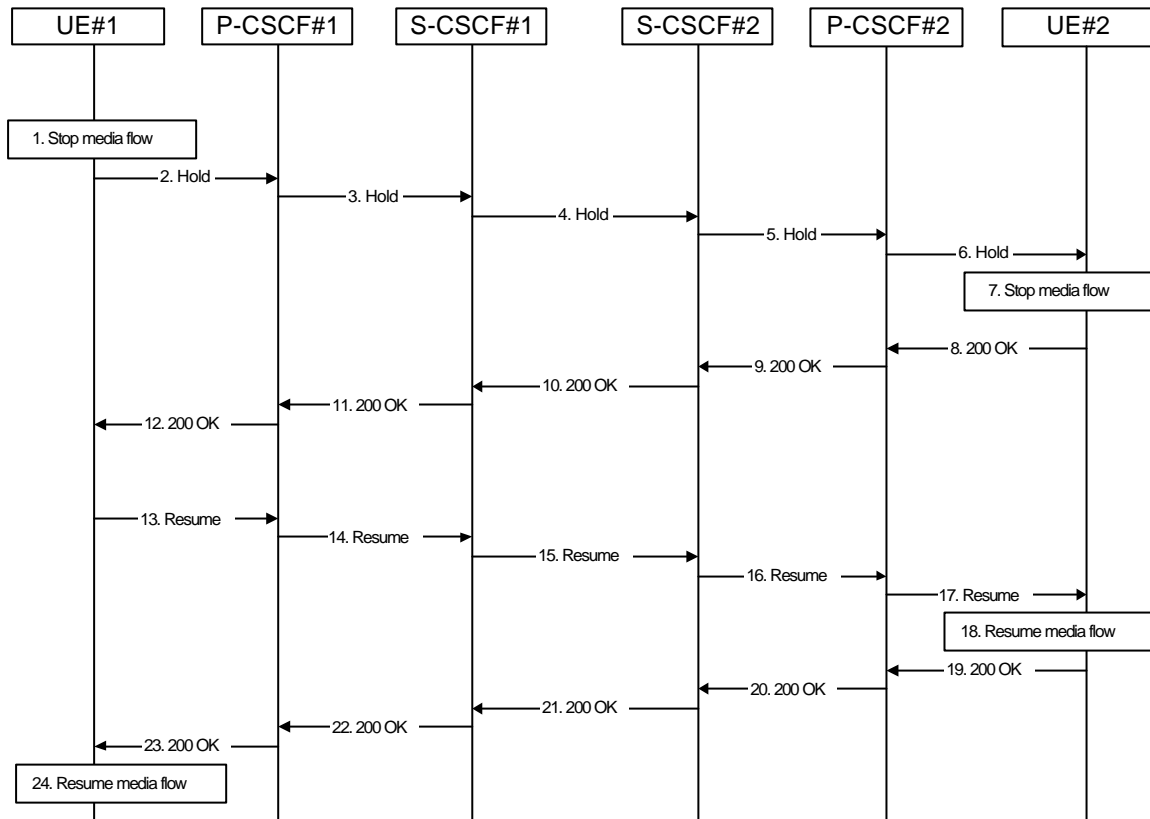 UE#1
P-CSCF#1
S-CSCF#1
S-CSCF#2
P-CSCF#2
UE#2
1. Stop media flow
2. Hold
3. Hold
4. Hold
5. Hold
6. Hold
7. Stop media flow
8. 200 OK
9. 200 OK
10. 200 OK
11. 200 OK
12. 200 OK
13. Resume
14. Resume
15. Resume
16. Resume
17. Resume
18. Resume media flow
19. 200 OK
20. 200 OK
21. 200 OK
22. 200 OK
23. 200 OK
24. Resume media flow